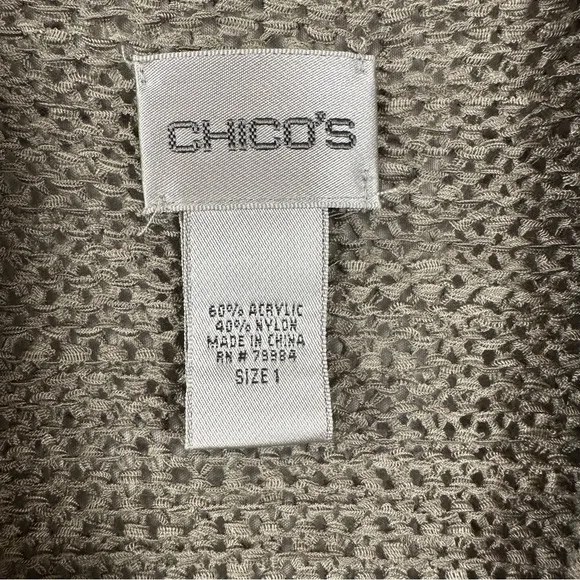 CHICO'S
60% ACRYLIC
40% NYLON
MADE IN CHINA
RN # 79984
SIZE 1